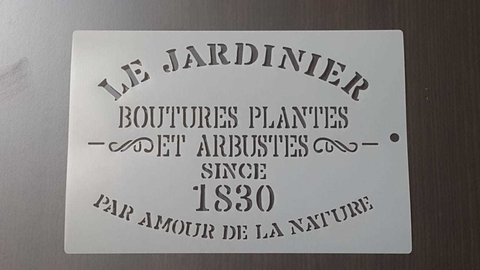 LE JARDINIER
BOUTURES PLANTES
ET ARBUSTES
SINCE
1830
PAR AMOUR DE LA NATURE